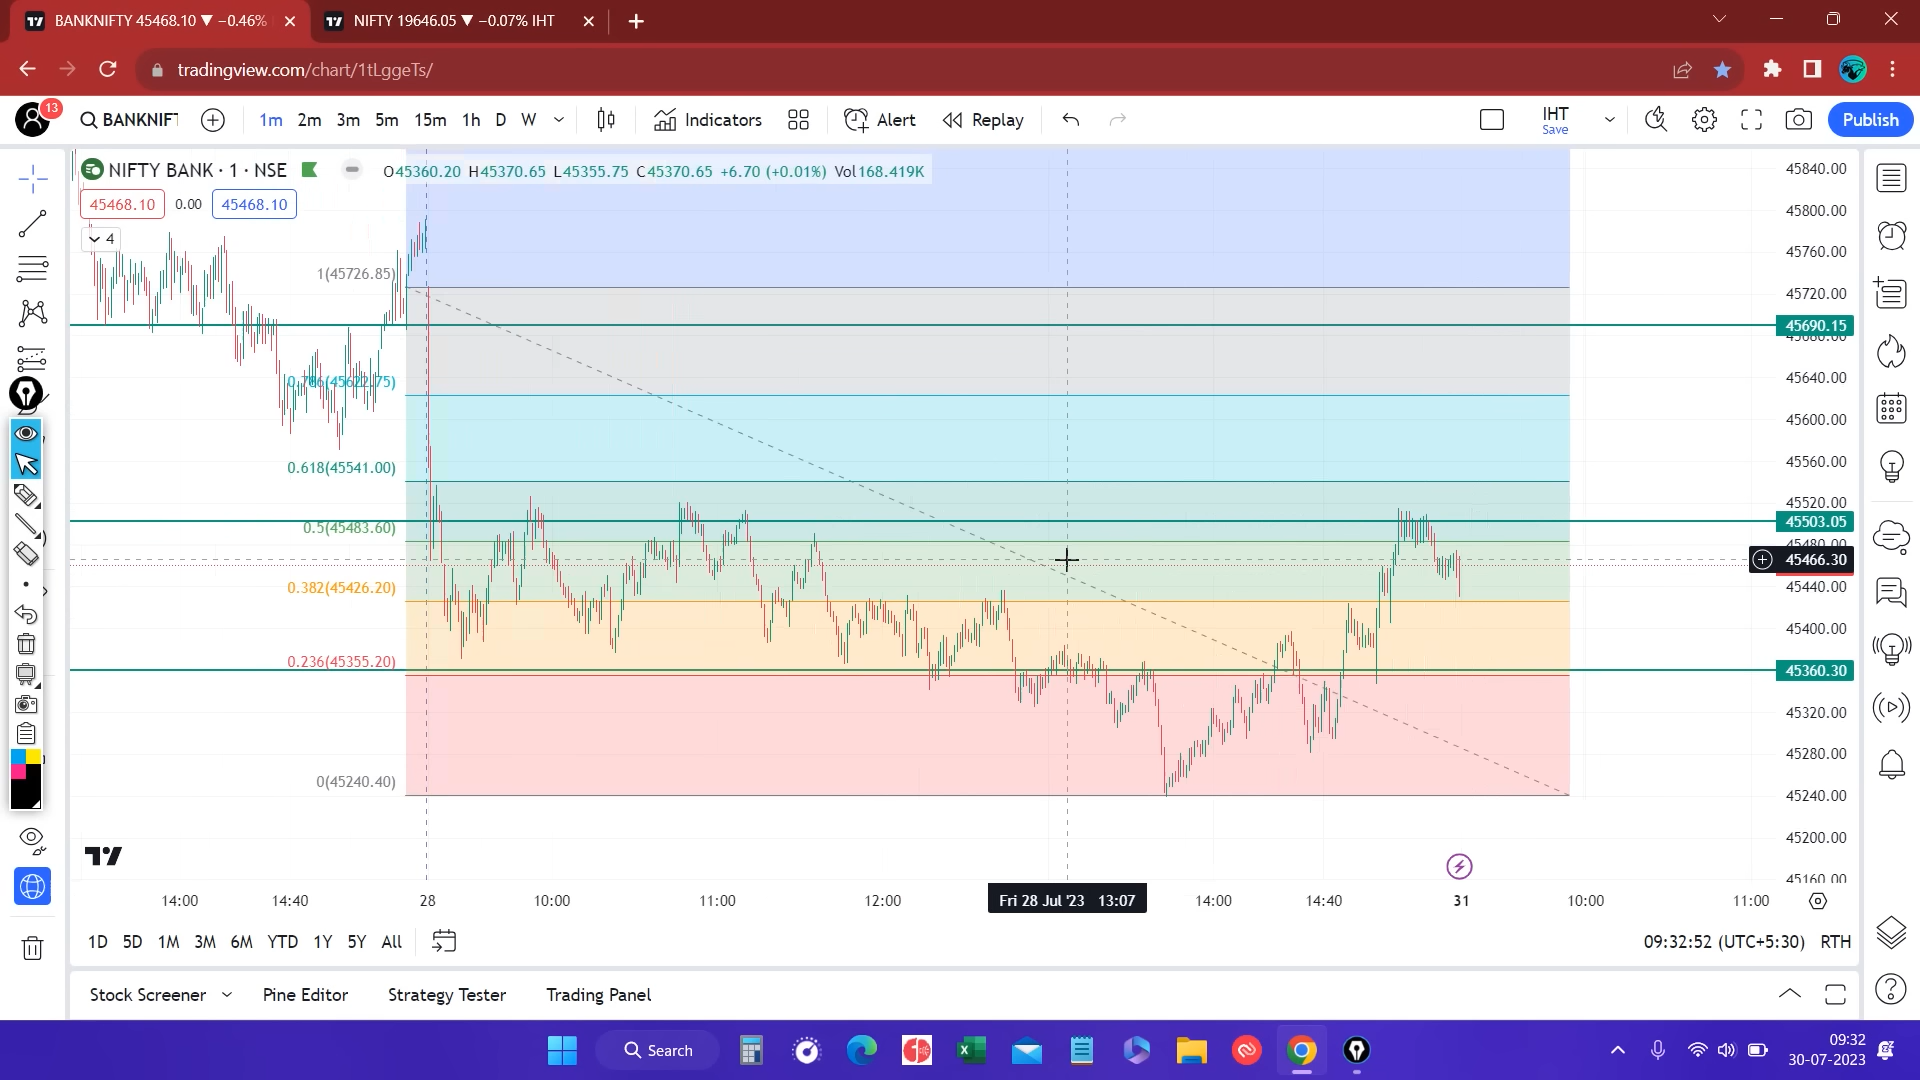 BANKNIFTY 45468.10 ▼ −0.46%
NIFTY 19646.05 ▼ −0.07% IHT
tradingview.com/chart/1tLggeTs/
13
BANKNIFT
1m 2m 3m 5m 15m 1h D W
Indicators
Alert
Replay
IHT
Save
Publish
NIFTY BANK · 1 · NSE
O45360.20 H45370.65 L45355.75 C45370.65 +6.70 (+0.01%) Vol168.419K
45468.10 0.00 45468.10
4
1(45726.85)
0.786(45622.75)
0.618(45541.00)
0.5(45483.60)
0.382(45426.20)
0.236(45355.20)
0(45240.40)
45840.00
45800.00
45760.00
45720.00
45690.15
45680.00
45640.00
45600.00
45560.00
45520.00
45503.05
45480.00
45466.30
45440.00
45400.00
45360.30
45320.00
45280.00
45240.00
45200.00
45160.00
14:00 14:40 28 10:00 11:00 12:00 Fri 28 Jul '23 13:07 14:00 14:40 31 10:00 11:00
1D 5D 1M 3M 6M YTD 1Y 5Y All
09:32:52 (UTC+5:30) RTH
Stock Screener Pine Editor Strategy Tester Trading Panel
Search
09:32
30-07-2023